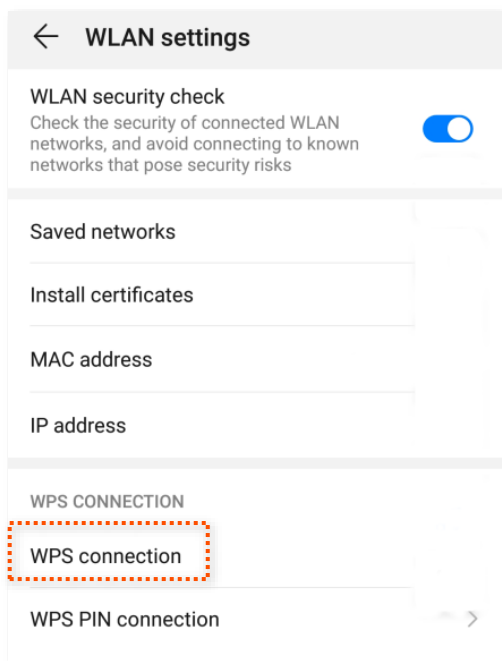 WLAN settings
WLAN security check
Check the security of connected WLAN
networks, and avoid connecting to known
networks that pose security risks
Saved networks
Install certificates
MAC address
IP address
WPS CONNECTION
WPS connection
WPS PIN connection